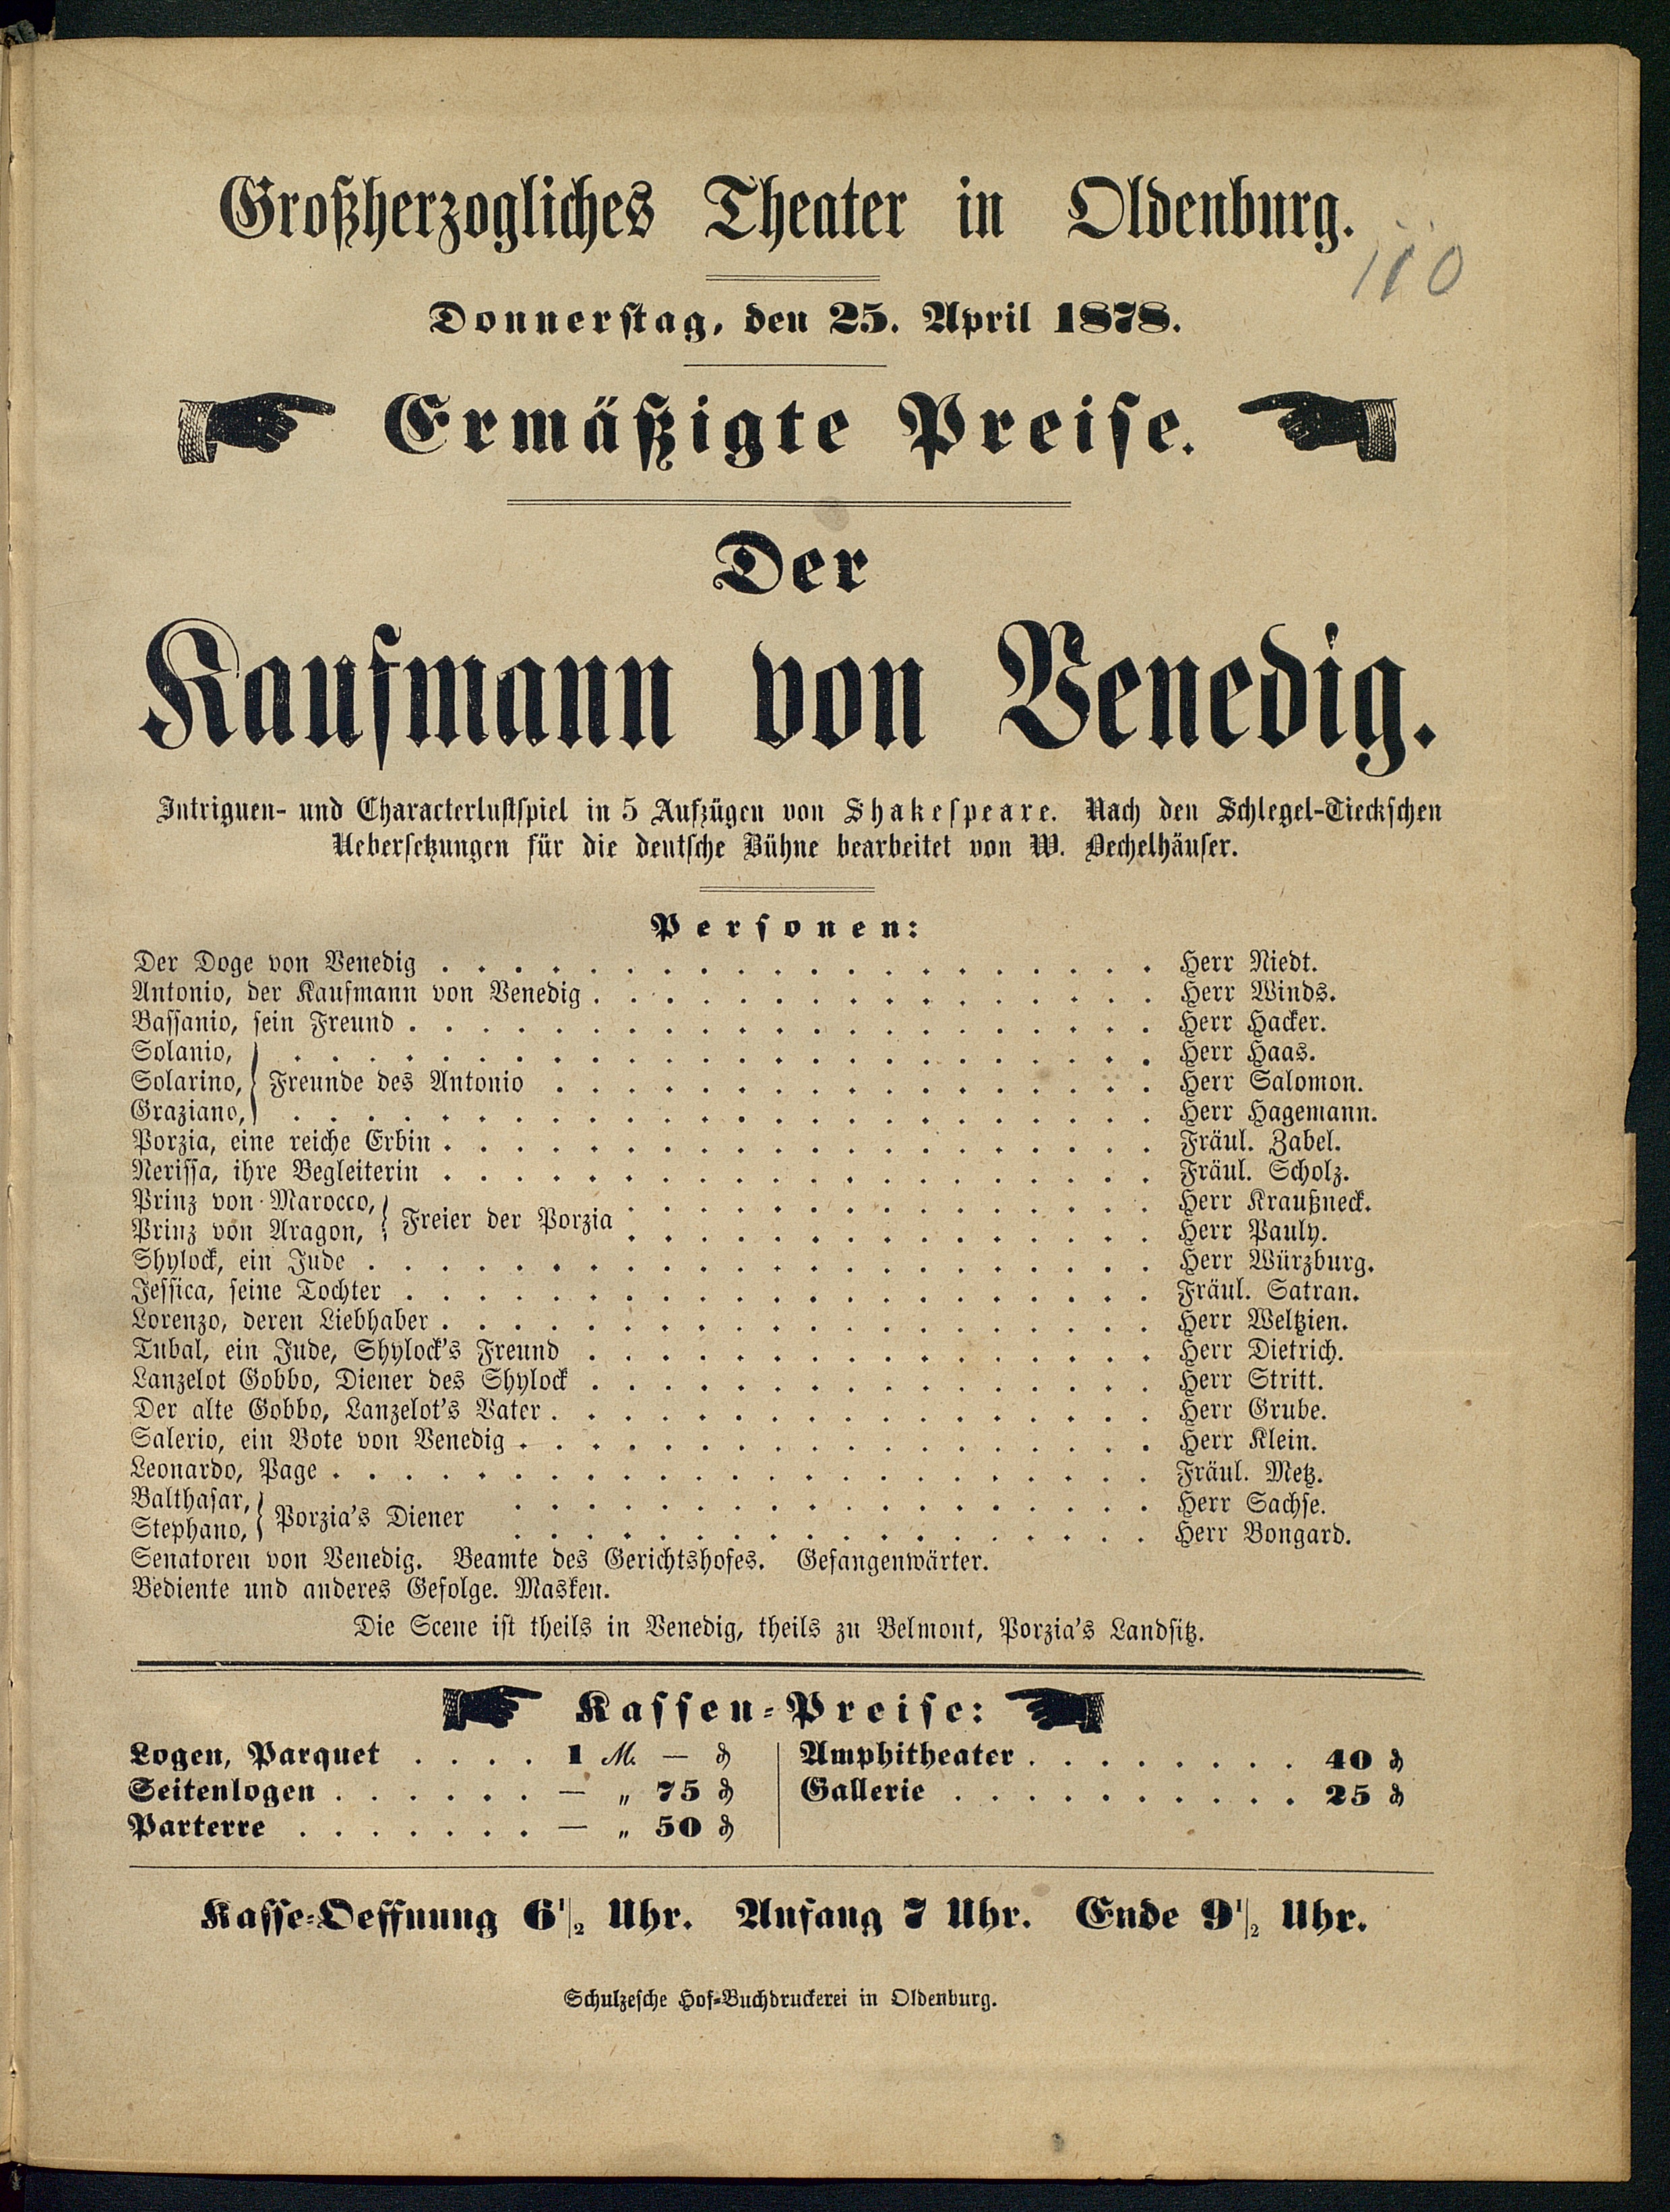 Großherzogliches Theater in Oldenburg.
110
Donnerstag, den 25. April 1878.
Ermäßigte Preise.
Der
Kaufmann von Venedig.
Intriguen- und Characterlustspiel in 5 Aufzügen von Shakespeare. Nach den Schlegel-Tieckschen
Uebersetzungen für die deutsche Bühne bearbeitet von W. Oechelhäuser.
Personen:
Der Doge von Venedig . . . . Herr Niedt.
Antonio, der Kaufmann von Venedig . . . . Herr Winds.
Bassanio, sein Freund . . . . Herr Hacker.
Solanio, . . . . Herr Haas.
Solarino, } Freunde des Antonio . . . . Herr Salomon.
Graziano, . . . . Herr Hagemann.
Porzia, eine reiche Erbin . . . . Fräul. Zabel.
Nerissa, ihre Begleiterin . . . . Fräul. Scholz.
Prinz von Marocco, } Freier der Porzia . . . . Herr Kraußneck.
Prinz von Aragon, . . . . Herr Pauly.
Shylock, ein Jude . . . . Herr Würzburg.
Jessica, seine Tochter . . . . Fräul. Satran.
Lorenzo, deren Liebhaber . . . . Herr Weltzien.
Tubal, ein Jude, Shylock's Freund . . . . Herr Dietrich.
Lanzelot Gobbo, Diener des Shylock . . . . Herr Stritt.
Der alte Gobbo, Lanzelot's Vater . . . . Herr Grube.
Salerio, ein Bote von Venedig . . . . Herr Klein.
Leonardo, Page . . . . Fräul. Metz.
Balthasar, } Porzia's Diener . . . . Herr Sachse.
Stephano, . . . . Herr Bongard.
Senatoren von Venedig. Beamte des Gerichtshofes. Gefangenwärter.
Bediente und anderes Gefolge. Masken.
Die Scene ist theils in Venedig, theils zu Belmont, Porzia's Landsitz.
Kassen-Preise:
Logen, Parquet . . . . 1 M. — ₰
Seitenlogen . . . . — „ 75 ₰
Parterre . . . . — „ 50 ₰
Amphitheater . . . . 40 ₰
Gallerie . . . . 25 ₰
Kasse-Oeffnung 6½ Uhr. Anfang 7 Uhr. Ende 9½ Uhr.
Schulzesche Hof-Buchdruckerei in Oldenburg.